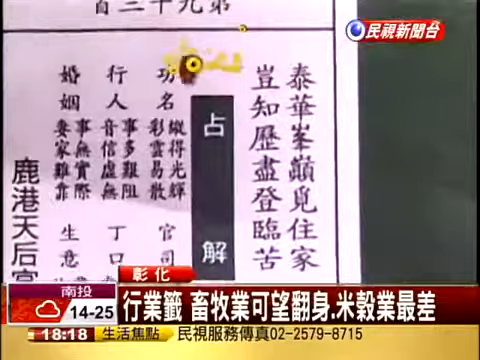 民視新聞台
第九十三首
泰華峯巔覓住家
豈知歷盡登臨苦
占解
功名
縱得光輝
彩雲易散
官司
行人
事多艱阻
音信虛無
丁口
婚姻
事無實際
妻家難靠
生意
鹿港天后宮
彰化
南投
14-25
行業籤 畜牧業可望翻身.米穀業最差
18:18 生活焦點 民視服務傳真02-2579-8715